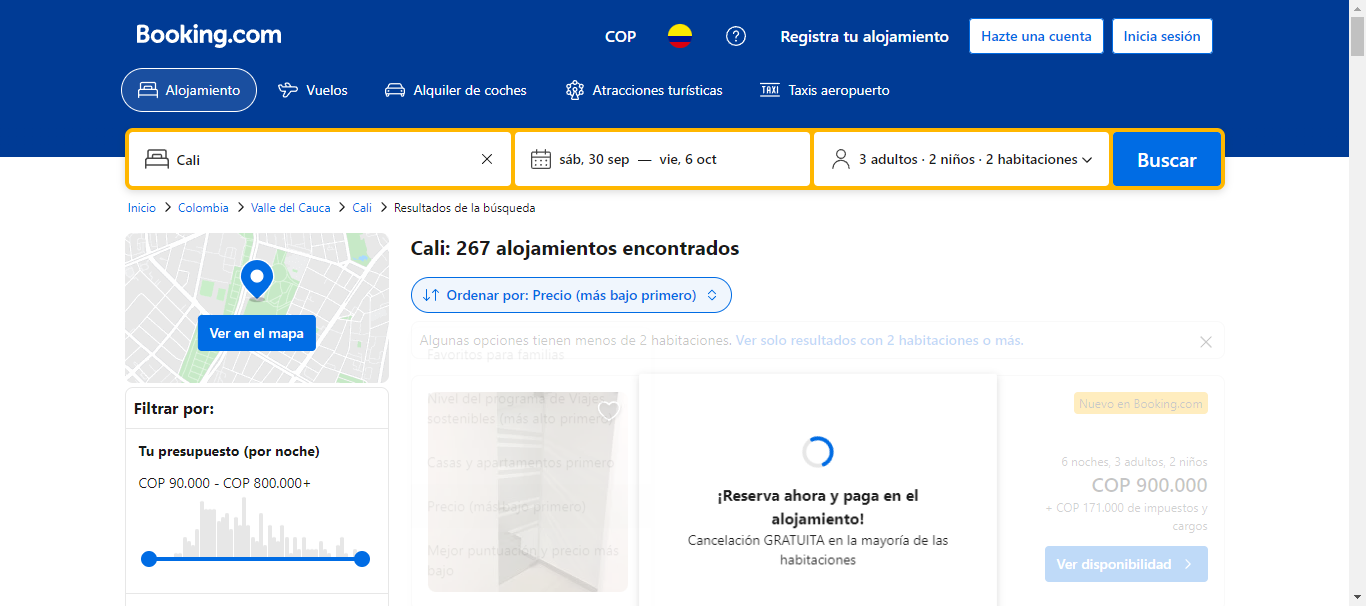 Booking.com
COP
Registra tu alojamiento
Hazte una cuenta
Inicia sesión
Alojamiento
Vuelos
Alquiler de coches
Atracciones turísticas
TAXI
Taxis aeropuerto
Cali
sáb, 30 sep — vie, 6 oct
3 adultos · 2 niños · 2 habitaciones
Buscar
Inicio > Colombia > Valle del Cauca > Cali > Resultados de la búsqueda
Ver en el mapa
Filtrar por:
Tu presupuesto (por noche)
COP 90.000 - COP 800.000+
Cali: 267 alojamientos encontrados
Ordenar por: Precio (más bajo primero)
Algunas opciones tienen menos de 2 habitaciones. Ver solo resultados con 2 habitaciones o más.
Favoritos para familias
Nivel del programa de Viajes
sostenibles (más alto primero)
Casas y apartamentos primero
Precio (más bajo primero)
Mejor puntuación y precio más
bajo
¡Reserva ahora y paga en el
alojamiento!
Cancelación GRATUITA en la mayoría de las
habitaciones
Nuevo en Booking.com
6 noches, 3 adultos, 2 niños
COP 900.000
+ COP 171.000 de impuestos y
cargos
Ver disponibilidad